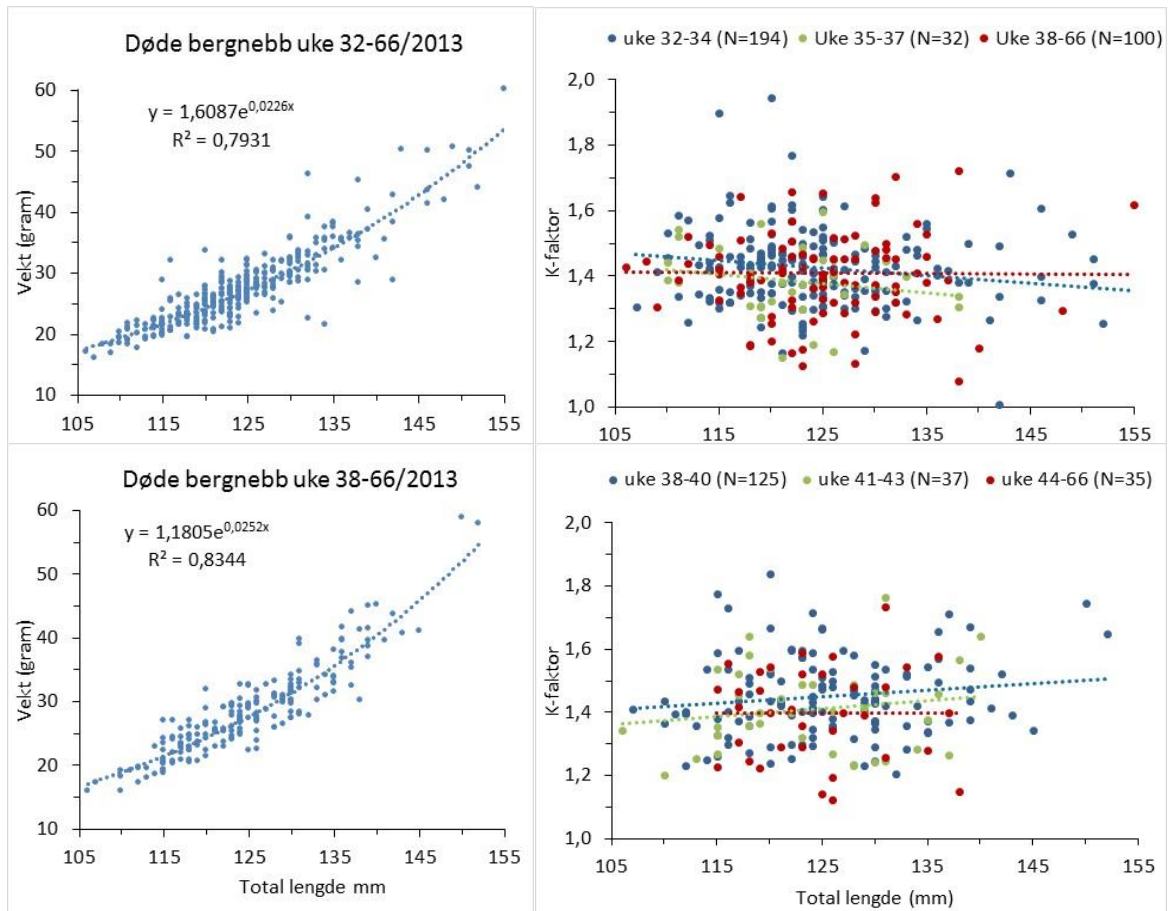 Døde bergnebb uke 32-66/2013
y = 1,6087e^0,0226x
R² = 0,7931
Vekt (gram)
60
50
40
30
20
10
105 115 125 135 145 155
uke 32-34 (N=194) Uke 35-37 (N=32) Uke 38-66 (N=100)
K-faktor
2,0
1,8
1,6
1,4
1,2
1,0
105 115 125 135 145 155
Døde bergnebb uke 38-66/2013
y = 1,1805e^0,0252x
R² = 0,8344
Vekt (gram)
60
50
40
30
20
10
105 115 125 135 145 155
Total lengde mm
uke 38-40 (N=125) uke 41-43 (N=37) uke 44-66 (N=35)
K-faktor
2,0
1,8
1,6
1,4
1,2
1,0
105 115 125 135 145 155
Total lengde (mm)